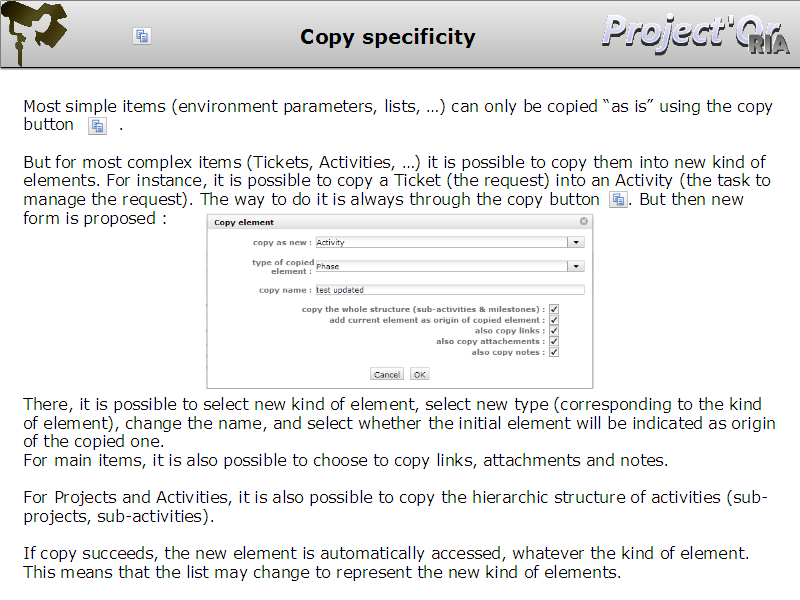 Copy specificity
Project'Or
RIA
Most simple items (environment parameters, lists, …) can only be copied “as is” using the copy
button .
But for most complex items (Tickets, Activities, …) it is possible to copy them into new kind of
elements. For instance, it is possible to copy a Ticket (the request) into an Activity (the task to
manage the request). The way to do it is always through the copy button . But then new
form is proposed :
Copy element
copy as new : Activity
type of copied
element : Phase
copy name : test updated
copy the whole structure (sub-activities & milestones) :
add current element as origin of copied element :
also copy links :
also copy attachements :
also copy notes :
Cancel OK
There, it is possible to select new kind of element, select new type (corresponding to the kind
of element), change the name, and select whether the initial element will be indicated as origin
of the copied one.
For main items, it is also possible to choose to copy links, attachments and notes.
For Projects and Activities, it is also possible to copy the hierarchic structure of activities (sub-
projects, sub-activities).
If copy succeeds, the new element is automatically accessed, whatever the kind of element.
This means that the list may change to represent the new kind of elements.